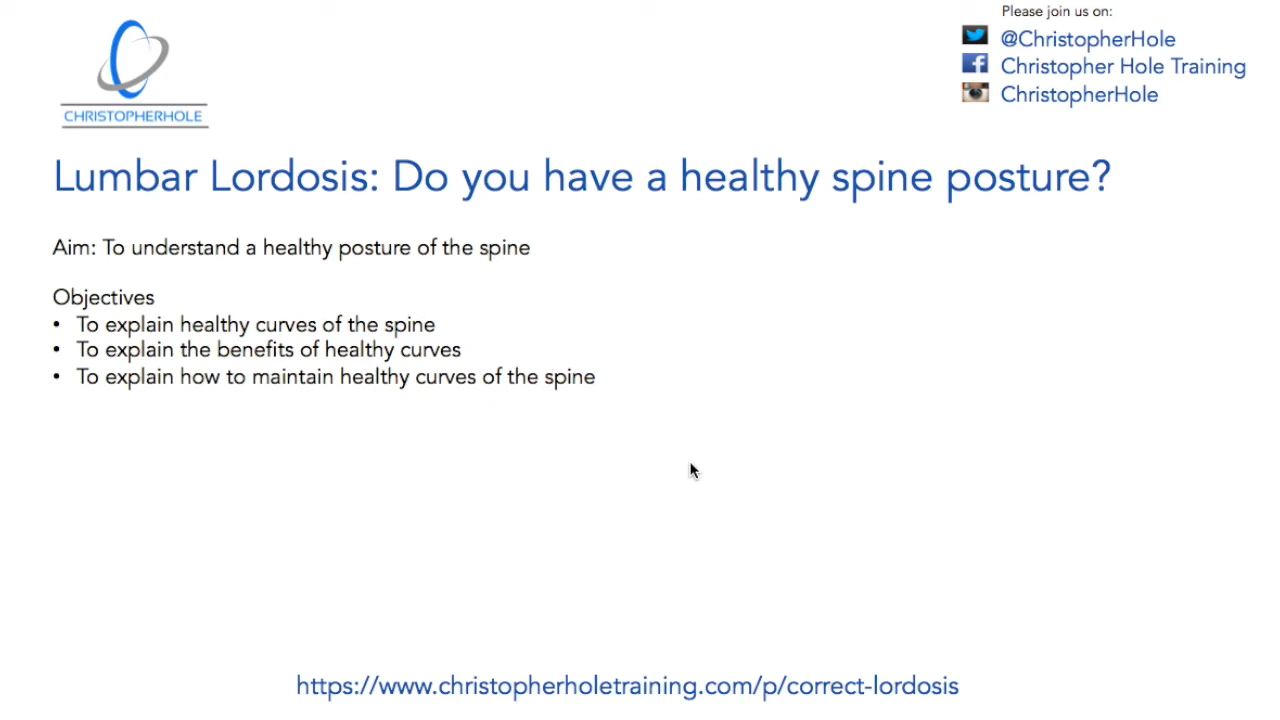 Please join us on:
@ChristopherHole
Christopher Hole Training
ChristopherHole
CHRISTOPHERHOLE
Lumbar Lordosis: Do you have a healthy spine posture?
Aim: To understand a healthy posture of the spine
Objectives
• To explain healthy curves of the spine
• To explain the benefits of healthy curves
• To explain how to maintain healthy curves of the spine
https://www.christopherholetraining.com/p/correct-lordosis